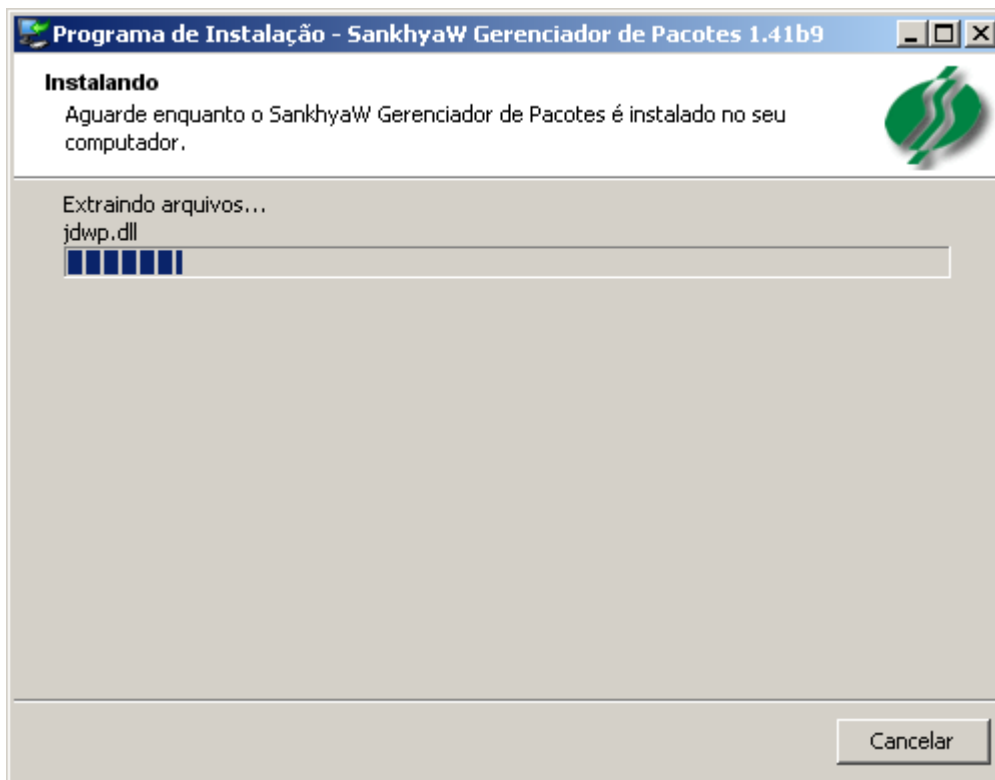 Programa de Instalação - SankhyaW Gerenciador de Pacotes 1.41b9
Instalando
Aguarde enquanto o SankhyaW Gerenciador de Pacotes é instalado no seu
computador.
Extraindo arquivos...
jdwp.dll
Cancelar